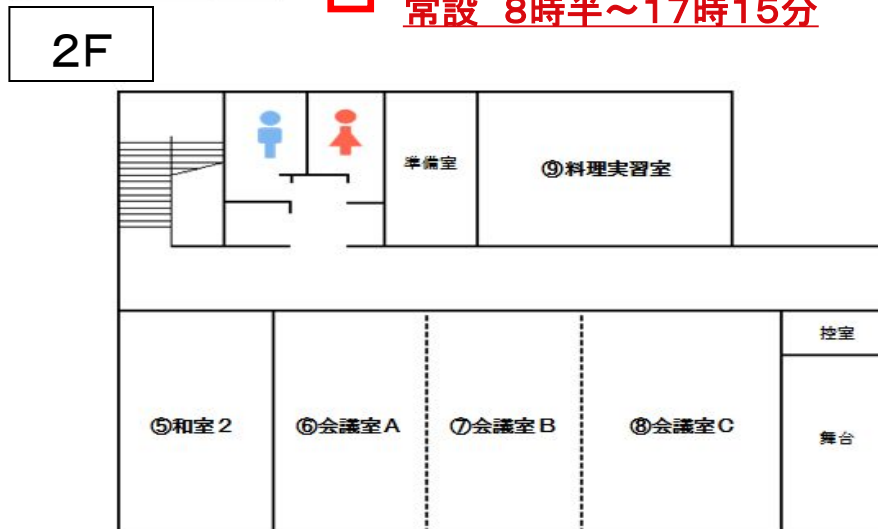 常設　8時半～17時15分
2F
準備室
⑨料理実習室
控室
⑤和室2
⑥会議室A
⑦会議室B
⑧会議室C
舞台